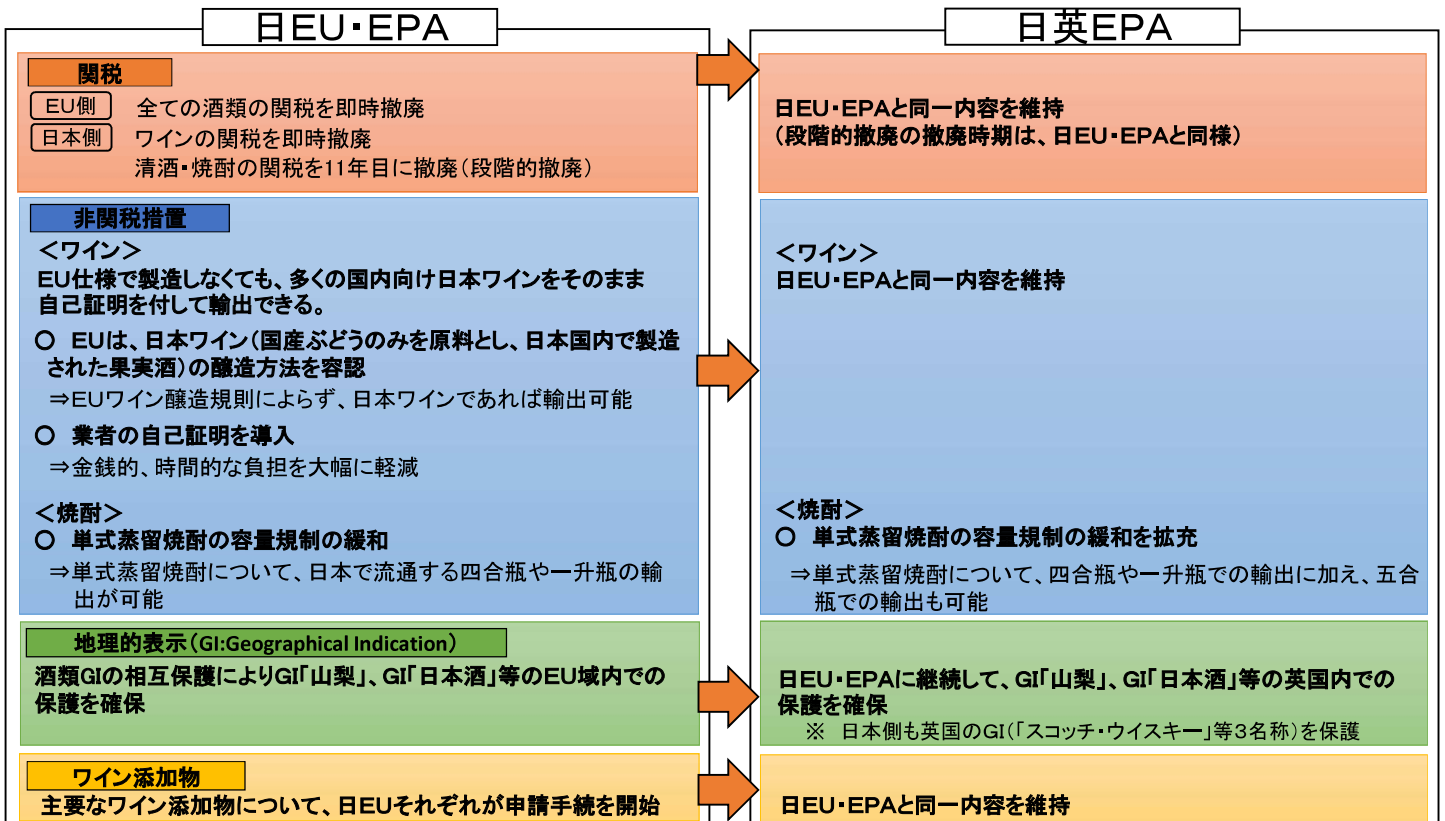 日EU・EPA
日英EPA
関税
EU側 全ての酒類の関税を即時撤廃
日本側 ワインの関税を即時撤廃
清酒・焼酎の関税を11年目に撤廃(段階的撤廃)
日EU・EPAと同一内容を維持
(段階的撤廃の撤廃時期は、日EU・EPAと同様)
非関税措置
<ワイン>
EU仕様で製造しなくても、多くの国内向け日本ワインをそのまま
自己証明を付して輸出できる。
○ EUは、日本ワイン(国産ぶどうのみを原料とし、日本国内で製造
された果実酒)の醸造方法を容認
⇒EUワイン醸造規則によらず、日本ワインであれば輸出可能
○ 業者の自己証明を導入
⇒金銭的、時間的な負担を大幅に軽減
<焼酎>
○ 単式蒸留焼酎の容量規制の緩和
⇒単式蒸留焼酎について、日本で流通する四合瓶や一升瓶の輸
出が可能
<ワイン>
日EU・EPAと同一内容を維持
<焼酎>
○ 単式蒸留焼酎の容量規制の緩和を拡充
⇒単式蒸留焼酎について、四合瓶や一升瓶での輸出に加え、五合
瓶での輸出も可能
地理的表示(GI:Geographical Indication)
酒類GIの相互保護によりGI「山梨」、GI「日本酒」等のEU域内での
保護を確保
日EU・EPAに継続して、GI「山梨」、GI「日本酒」等の英国内での
保護を確保
※ 日本側も英国のGI(「スコッチ・ウイスキー」等3名称)を保護
ワイン添加物
主要なワイン添加物について、日EUそれぞれが申請手続を開始
日EU・EPAと同一内容を維持